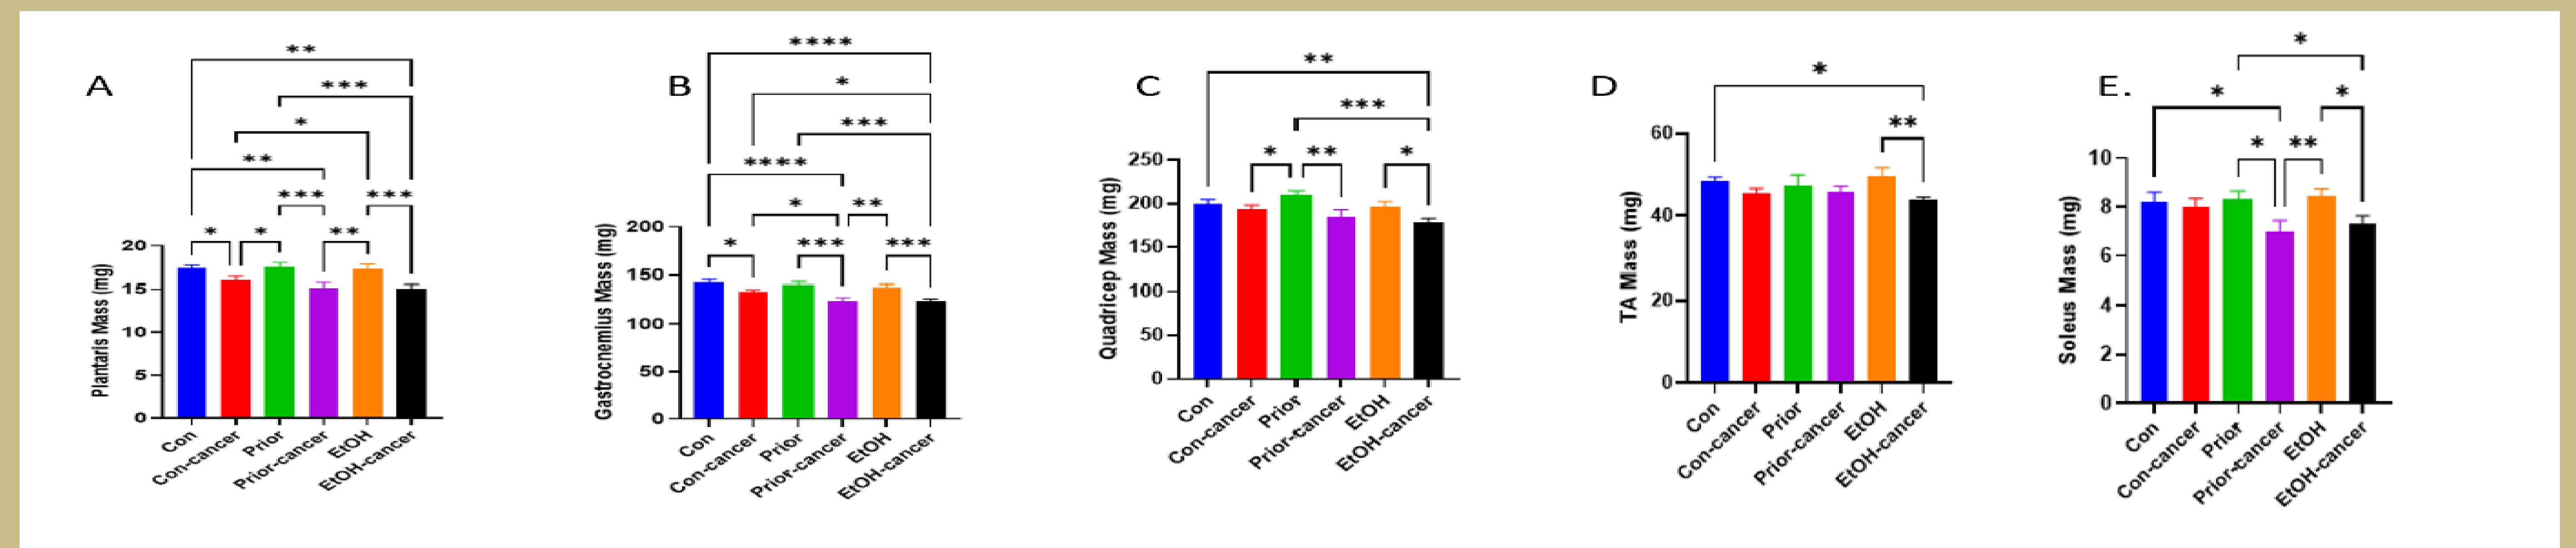 A
**
***
*
**
*** ***
* * **
20
15
10
5
0
Plantaris Mass (mg)
Con
Con-cancer
Prior
Prior-cancer
EtOH
EtOH-cancer
B
****
*
***
****
* **
* *** ***
200
150
100
50
0
Gastrocnemius Mass (mg)
Con
Con-cancer
Prior
Prior-cancer
EtOH
EtOH-cancer
C
**
***
* ** *
250
200
150
100
50
0
Quadricep Mass (mg)
Con
Con-cancer
Prior
Prior-cancer
EtOH
EtOH-cancer
D
*
**
60
40
20
0
TA Mass (mg)
Con
Con-cancer
Prior
Prior-cancer
EtOH
EtOH-cancer
E.
*
* *
* **
10
8
6
4
2
0
Soleus Mass (mg)
Con
Con-cancer
Prior
Prior-cancer
EtOH
EtOH-cancer